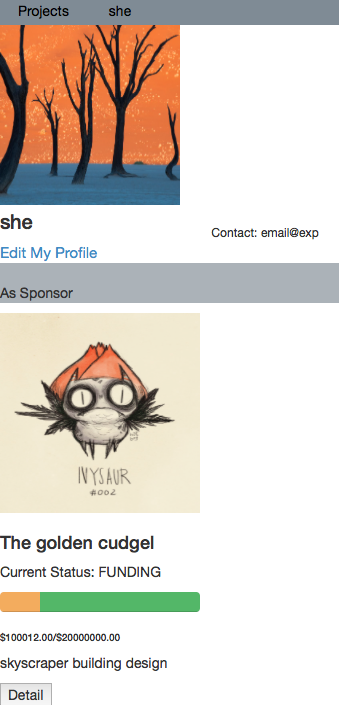 Projects she
she
Contact: email@exp
Edit My Profile
As Sponsor
IVYSAUR
#002
The golden cudgel
Current Status: FUNDING
$100012.00/$20000000.00
skyscraper building design
Detail